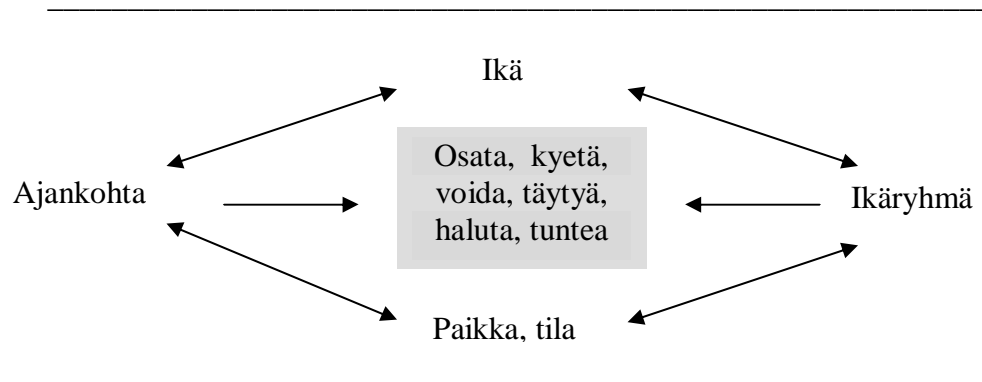 Ikä
Osata, kyetä,
voida, täytyä,
haluta, tuntea
Ajankohta
Ikäryhmä
Paikka, tila